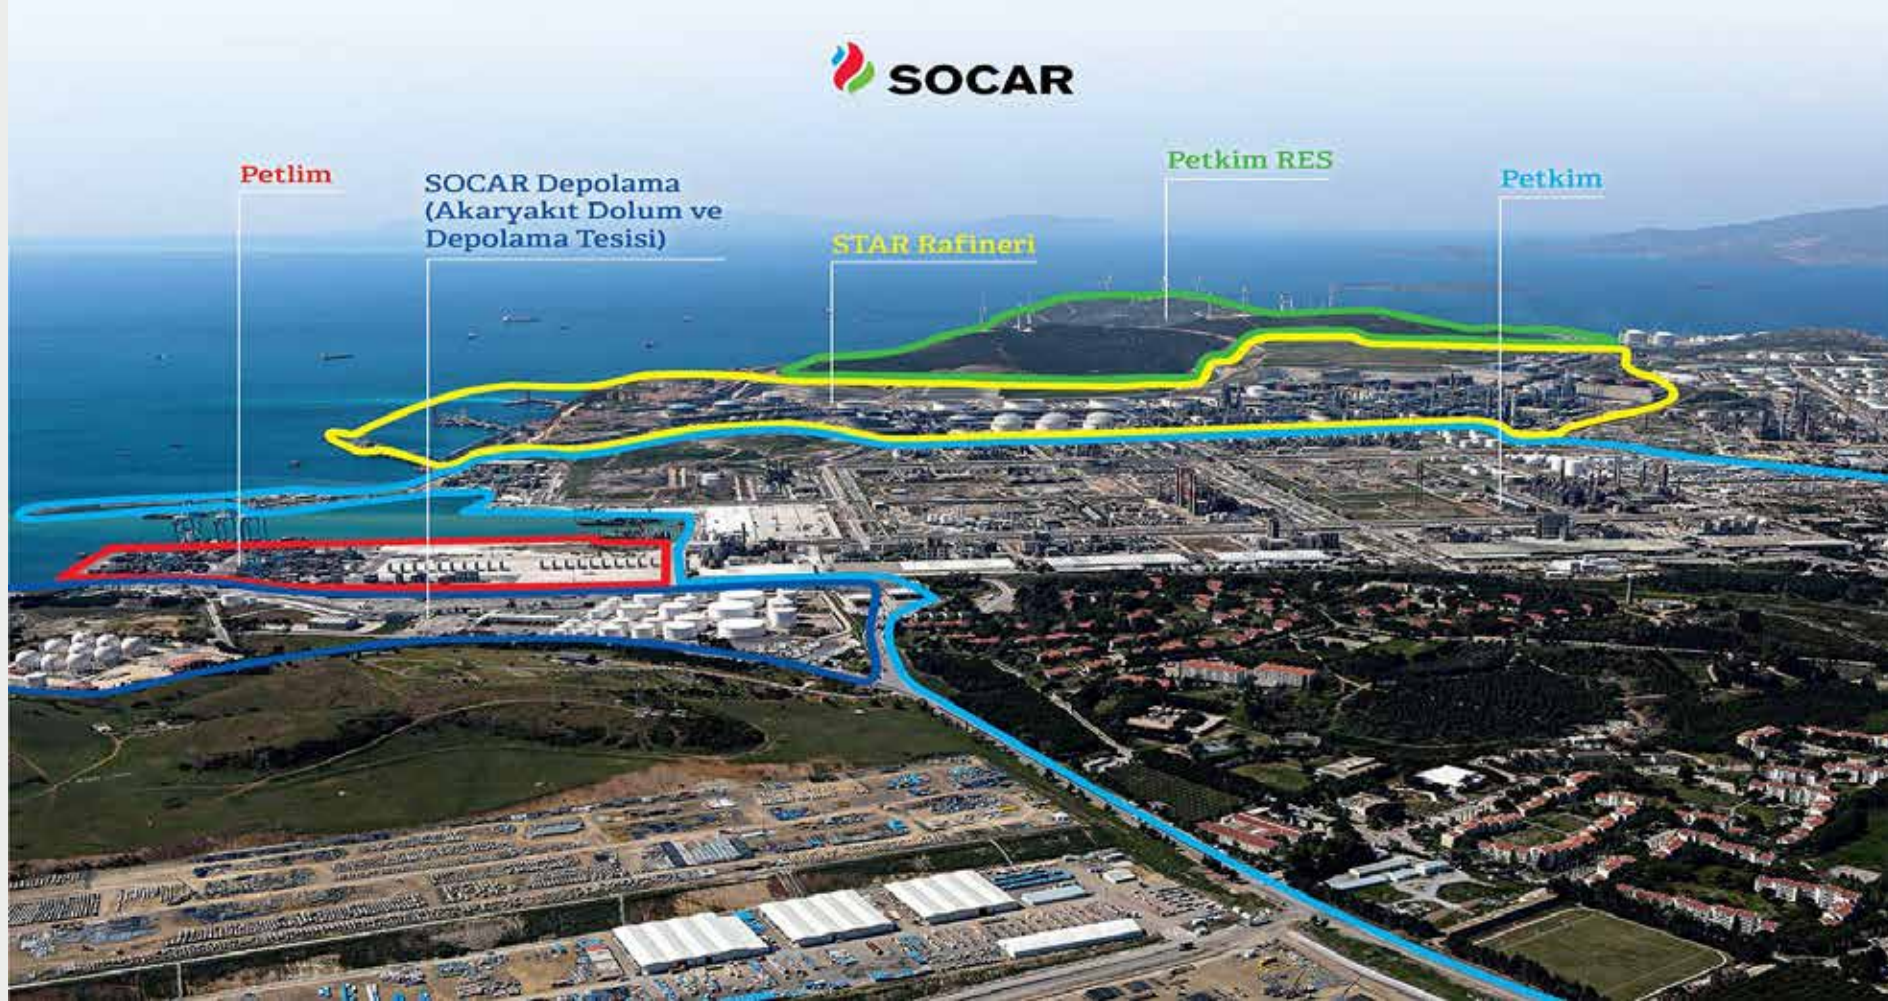 SOCAR
Petlim
SOCAR Depolama
(Akaryakıt Dolum ve
Depolama Tesisi)
STAR Rafineri
Petkim RES
Petkim